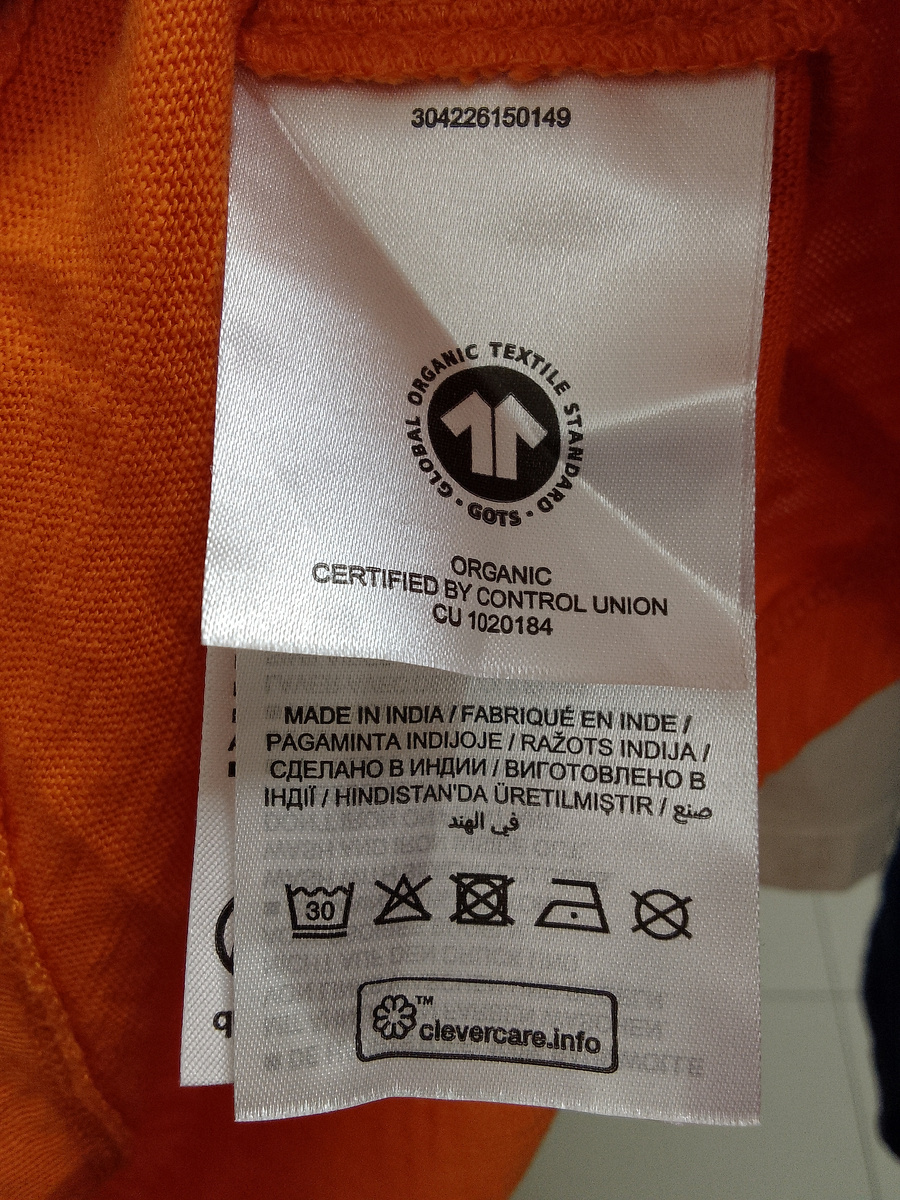 304226150149
GLOBAL ORGANIC TEXTILE STANDARD · GOTS ·
ORGANIC
CERTIFIED BY CONTROL UNION
CU 1020184
MADE IN INDIA / FABRIQUÉ EN INDE /
PAGAMINTA INDIJOJE / RAŽOTS INDIJA /
СДЕЛАНО В ИНДИИ / ВИГОТОВЛЕНО В
ІНДІЇ / HINDISTAN'DA ÜRETILMIŞTIR / صنع
في الهند
30
clevercare.info™